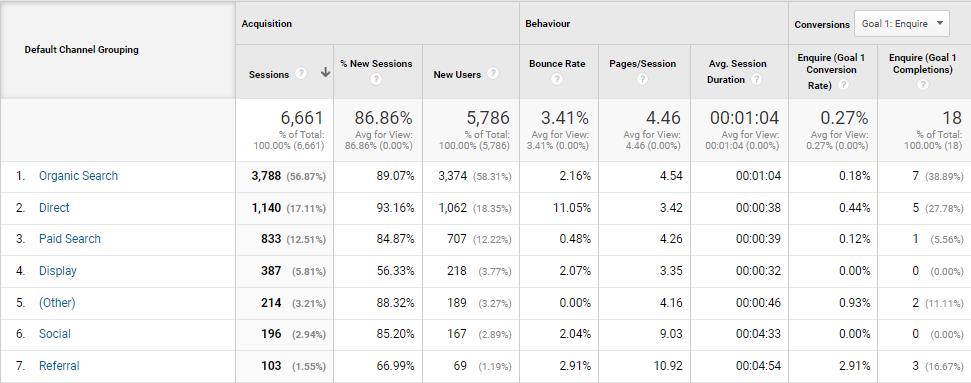 Acquisition Behaviour Conversions Goal 1: Enquire
Default Channel Grouping
Sessions ? % New Sessions ? New Users ? Bounce Rate ? Pages/Session ? Avg. Session Duration ? Enquire (Goal 1 Conversion Rate) ? Enquire (Goal 1 Completions) ?
6,661 86.86% 5,786 3.41% 4.46 00:01:04 0.27% 18
% of Total: Avg for View: % of Total: Avg for View: Avg for View: Avg for View: Avg for View: % of Total:
100.00% (6,661) 86.86% (0.00%) 100.00% (5,786) 3.41% (0.00%) 4.46 (0.00%) 00:01:04 (0.00%) 0.27% (0.00%) 100.00% (18)
1. Organic Search 3,788 (56.87%) 89.07% 3,374 (58.31%) 2.16% 4.54 00:01:04 0.18% 7 (38.89%)
2. Direct 1,140 (17.11%) 93.16% 1,062 (18.35%) 11.05% 3.42 00:00:38 0.44% 5 (27.78%)
3. Paid Search 833 (12.51%) 84.87% 707 (12.22%) 0.48% 4.26 00:00:39 0.12% 1 (5.56%)
4. Display 387 (5.81%) 56.33% 218 (3.77%) 2.07% 3.35 00:00:32 0.00% 0 (0.00%)
5. (Other) 214 (3.21%) 88.32% 189 (3.27%) 0.00% 4.16 00:00:46 0.93% 2 (11.11%)
6. Social 196 (2.94%) 85.20% 167 (2.89%) 2.04% 9.03 00:04:33 0.00% 0 (0.00%)
7. Referral 103 (1.55%) 66.99% 69 (1.19%) 2.91% 10.92 00:04:54 2.91% 3 (16.67%)